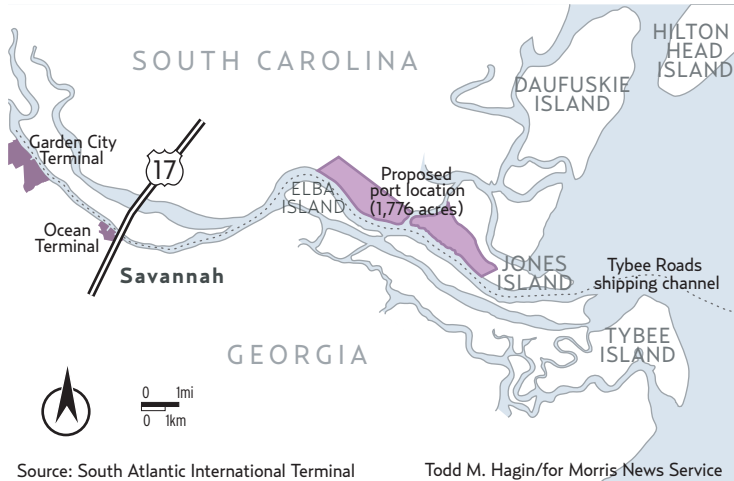 SOUTH CAROLINA
HILTON
HEAD
ISLAND
DAUFUSKIE
ISLAND
Garden City
Terminal
17
Proposed
port location
(1,776 acres)
ELBA
ISLAND
Ocean
Terminal
Savannah
JONES
ISLAND
Tybee Roads
shipping channel
TYBEE
ISLAND
GEORGIA
0 1mi
0 1km
Source: South Atlantic International Terminal
Todd M. Hagin/for Morris News Service